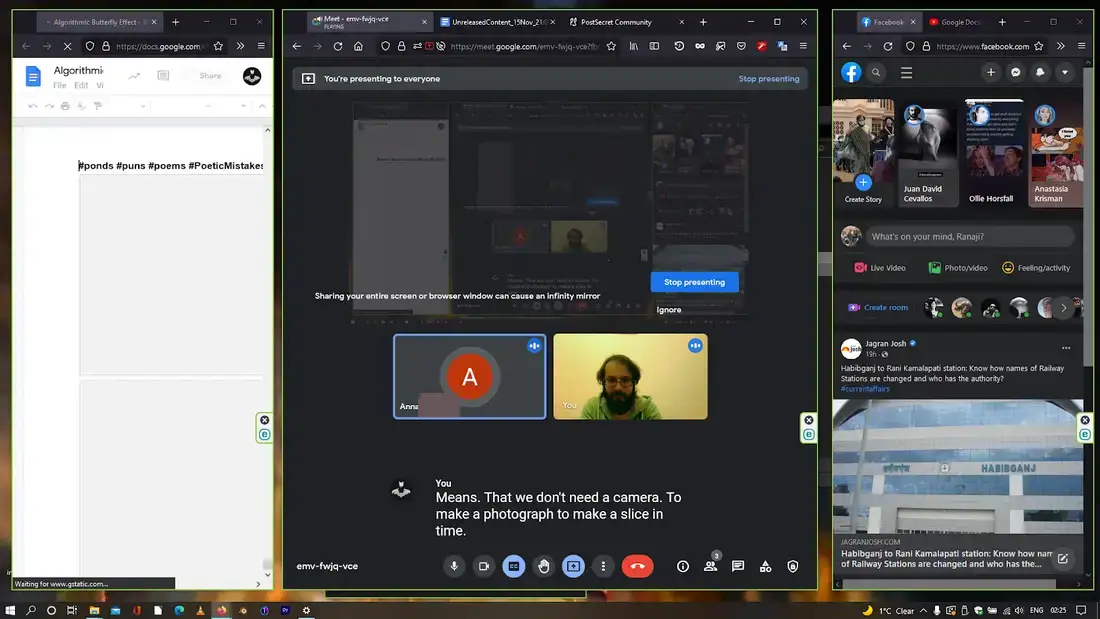 Algorithmic Butterfly Effect -
https://docs.google.com/
Algorithmi
File Edit Vi
Share
#ponds #puns #poems #PoeticMistakes
Waiting for www.gstatic.com...
Meet - emv-fwjq-vce
PLAYING
PostSecret Community
https://meet.google.com/emv-fwjq-vce?
You're presenting to everyone
Stop presenting
Sharing your entire screen or browser window can cause an infinity mirror
Stop presenting
Ignore
A
Anna
You
You
Means. That we don't need a camera. To
make a photograph to make a slice in
time.
emv-fwjq-vce
3
Facebook
Google Docs
https://www.facebook.com
Create Story
Juan David
Cevallos
Ollie Horsfall
Anastasia
Krisman
What's on your mind, Ranaji?
Live Video
Photo/video
Feeling/activity
Create room
Jagran Josh
19h
Habibganj to Rani Kamalapati station: Know how names of Railway
Stations are changed and who has the authority?
#currentaffairs
HABIBGANJ
JAGRANJOSH.COM
Habibganj to Rani Kamalapati station: Know how nam
of Railway Stations are changed and who has the...
1°C Clear
ENG
02:25